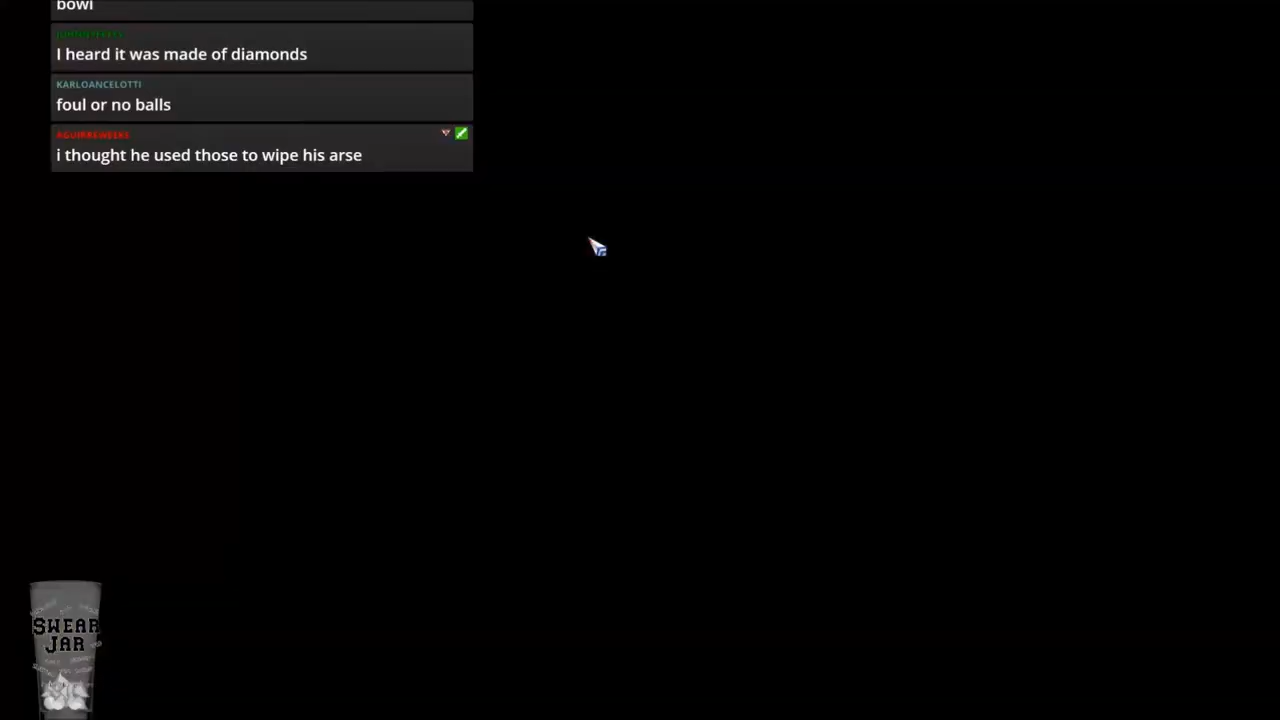 bowl
I heard it was made of diamonds
KARLOANCELOTTI
foul or no balls
AGUIRREWEEKS
i thought he used those to wipe his arse
SWEAR
JAR